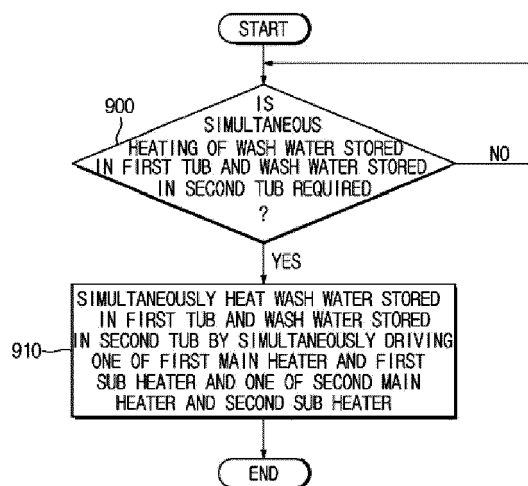 START
900
IS
SIMULTANEOUS
HEATING OF WASH WATER STORED
IN FIRST TUB AND WASH WATER STORED
IN SECOND TUB REQUIRED
?
NO
YES
SIMULTANEOUSLY HEAT WASH WATER STORED
IN FIRST TUB AND WASH WATER STORED
IN SECOND TUB BY SIMULTANEOUSLY DRIVING
ONE OF FIRST MAIN HEATER AND FIRST
SUB HEATER AND ONE OF SECOND MAIN
HEATER AND SECOND SUB HEATER
910
END